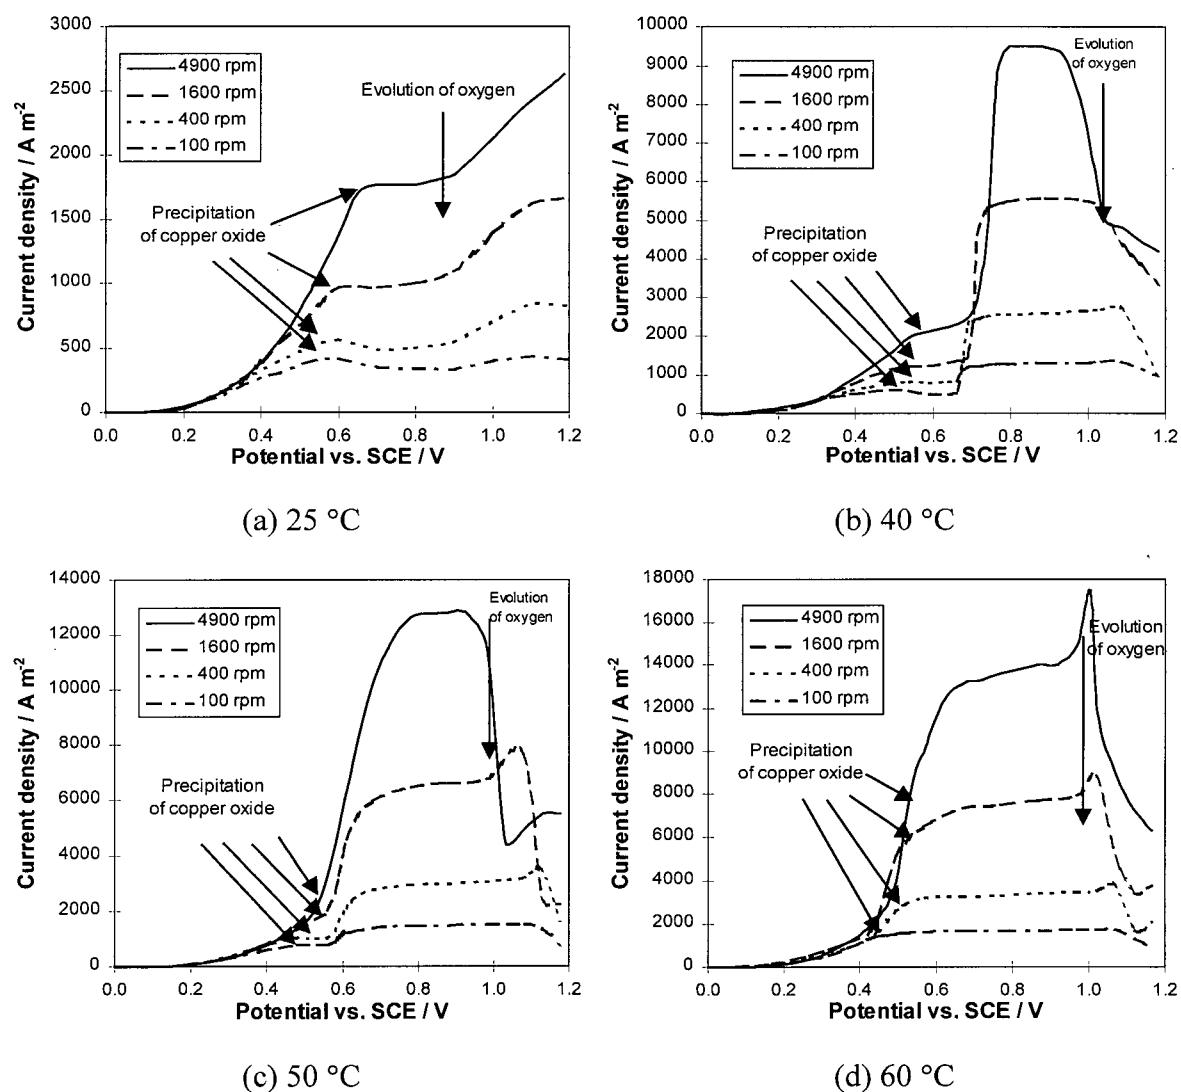 3000
2500
2000
1500
1000
500
0
Current density / A m-2
4900 rpm
1600 rpm
400 rpm
100 rpm
Evolution of oxygen
Precipitation
of copper oxide
0.0 0.2 0.4 0.6 0.8 1.0 1.2
Potential vs. SCE / V
(a) 25 °C
10000
9000
8000
7000
6000
5000
4000
3000
2000
1000
0
Current density / A m-2
4900 rpm
1600 rpm
400 rpm
100 rpm
Evolution
of oxygen
Precipitation
of copper oxide
0.0 0.2 0.4 0.6 0.8 1.0 1.2
Potential vs. SCE / V
(b) 40 °C
14000
12000
10000
8000
6000
4000
2000
0
Current density / A m-2
4900 rpm
1600 rpm
400 rpm
100 rpm
Evolution
of oxygen
Precipitation
of copper oxide
0.0 0.2 0.4 0.6 0.8 1.0 1.2
Potential vs. SCE / V
(c) 50 °C
18000
16000
14000
12000
10000
8000
6000
4000
2000
0
Current density / A m-2
4900 rpm
1600 rpm
400 rpm
100 rpm
Evolution
of oxygen
Precipitation
of copper oxide
0.0 0.2 0.4 0.6 0.8 1.0 1.2
Potential vs. SCE / V
(d) 60 °C